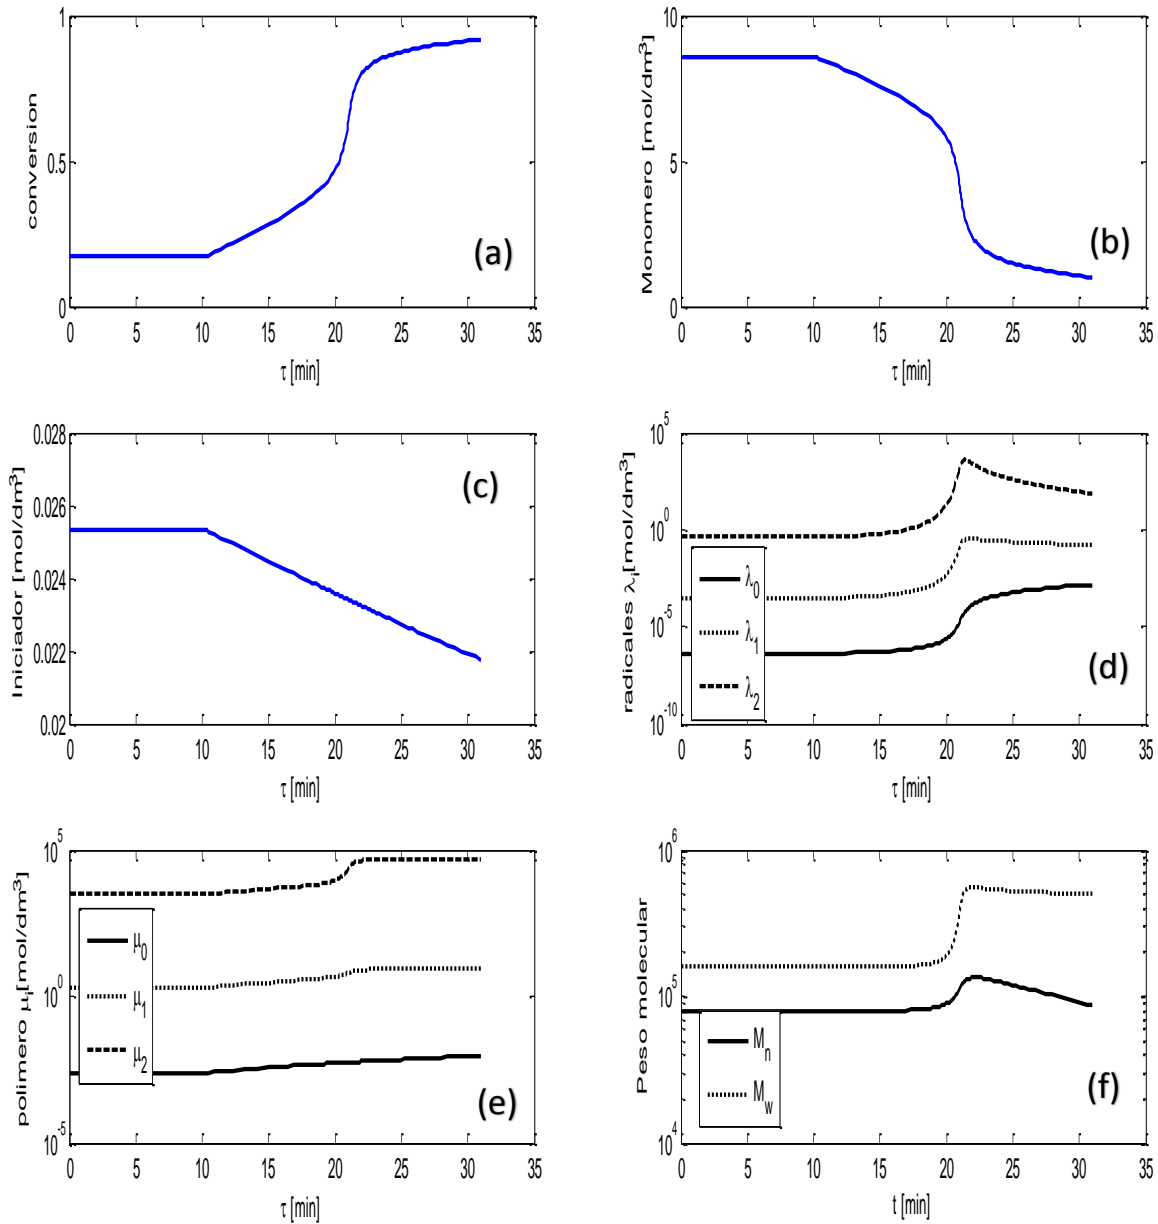 1
0.5
0
conversion
(a)
0 5 10 15 20 25 30 35
τ [min]
10
5
0
Monomero [mol/dm³]
(b)
0 5 10 15 20 25 30 35
τ [min]
0.028
0.026
0.024
0.022
0.02
Iniciador [mol/dm³]
(c)
0 5 10 15 20 25 30 35
τ [min]
10⁵
10⁰
10⁻⁵
10⁻¹⁰
radicales λᵢ[mol/dm³]
λ₀
λ₁
λ₂
(d)
0 5 10 15 20 25 30 35
τ [min]
10⁵
10⁰
10⁻⁵
polimero μᵢ[mol/dm³]
μ₀
μ₁
μ₂
(e)
0 5 10 15 20 25 30 35
τ [min]
10⁶
10⁵
10⁴
Peso molecular
Mₙ
M_w
(f)
0 5 10 15 20 25 30 35
t [min]